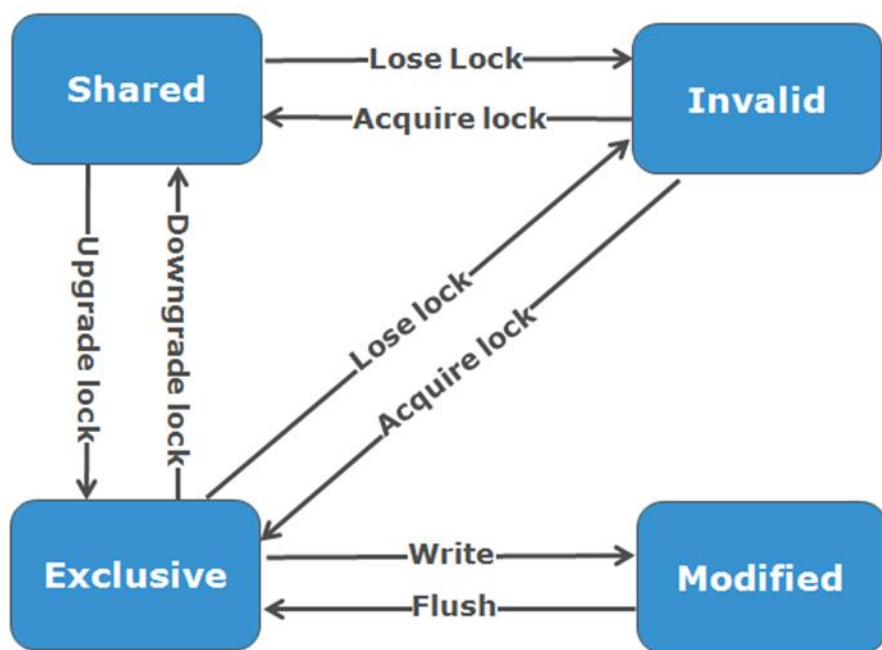 Shared
Lose Lock
Invalid
Acquire lock
Upgrade lock
Downgrade lock
Lose lock
Acquire lock
Exclusive
Write
Modified
Flush